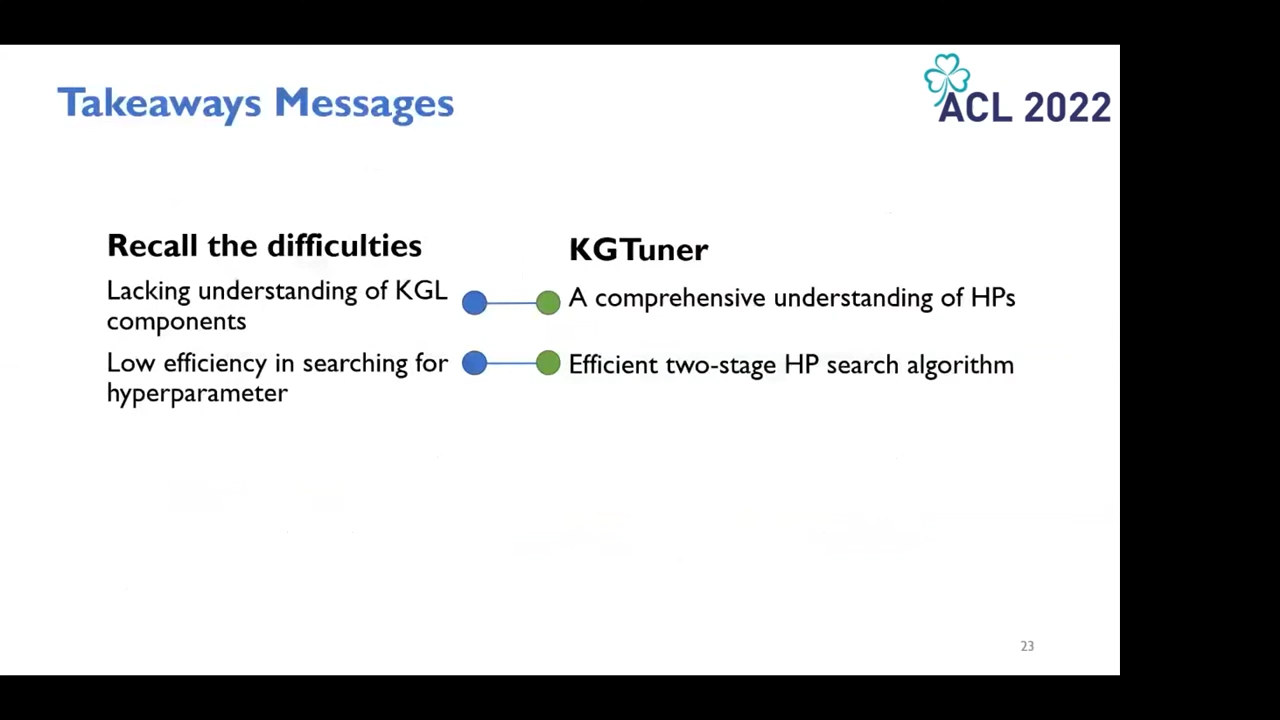 Takeaways Messages
ACL 2022
Recall the difficulties
Lacking understanding of KGL
components
Low efficiency in searching for
hyperparameter
KGTuner
A comprehensive understanding of HPs
Efficient two-stage HP search algorithm
23